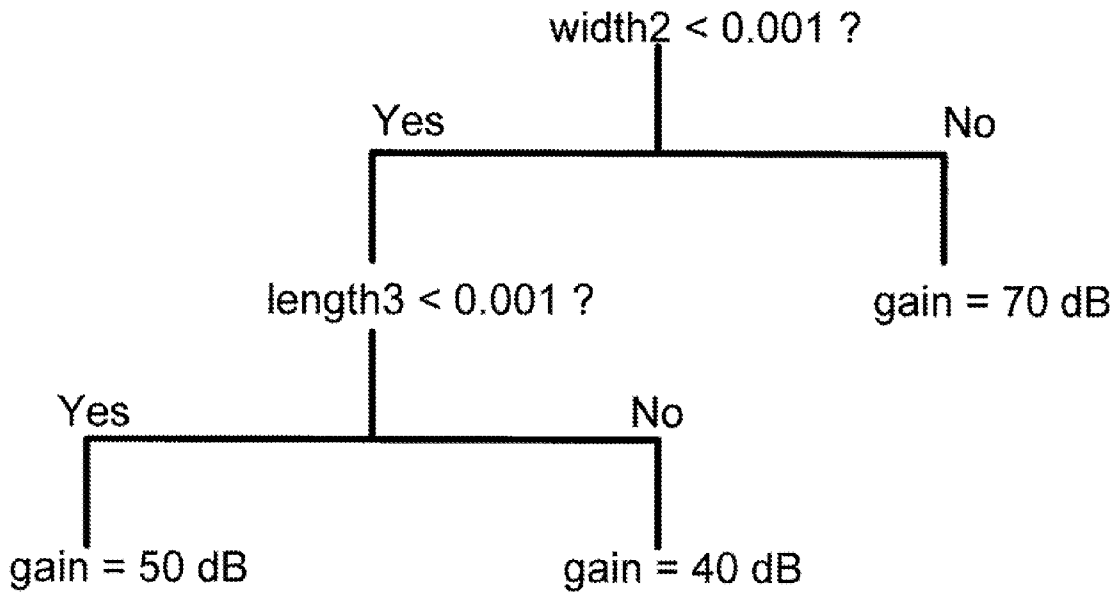 width2 < 0.001 ?
Yes
No
length3 < 0.001 ?
gain = 70 dB
Yes
No
gain = 50 dB
gain = 40 dB